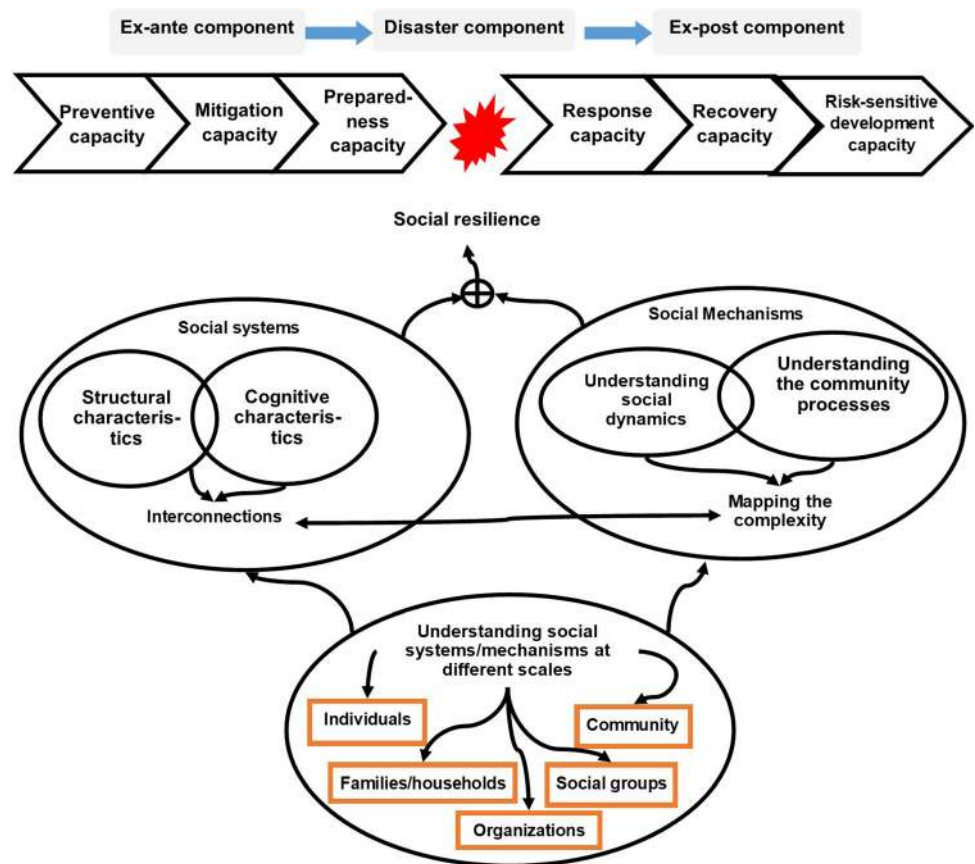 Ex-ante component
Disaster component
Ex-post component
Preventive
capacity
Mitigation
capacity
Prepared-
ness
capacity
Response
capacity
Recovery
capacity
Risk-sensitive
development
capacity
Social resilience
Social systems
Structural
characteris-
tics
Cognitive
characteris-
tics
Interconnections
Social Mechanisms
Understanding
social
dynamics
Understanding
the community
processes
Mapping the
complexity
Understanding social
systems/mechanisms at
different scales
Individuals
Community
Families/households
Social groups
Organizations